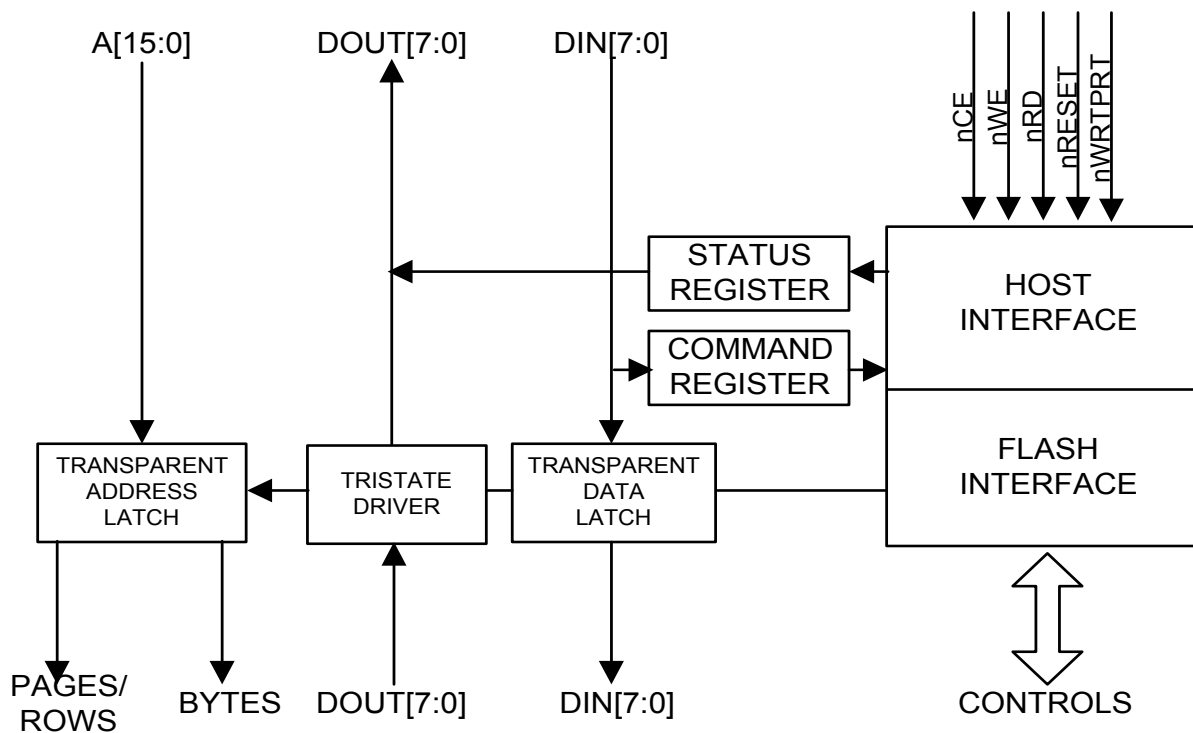 A[15:0]
DOUT[7:0]
DIN[7:0]
nCE
nWE
nRD
nRESET
nWRTPRT
STATUS
REGISTER
HOST
INTERFACE
COMMAND
REGISTER
TRANSPARENT
ADDRESS
LATCH
TRISTATE
DRIVER
TRANSPARENT
DATA
LATCH
FLASH
INTERFACE
PAGES/
ROWS
BYTES
DOUT[7:0]
DIN[7:0]
CONTROLS